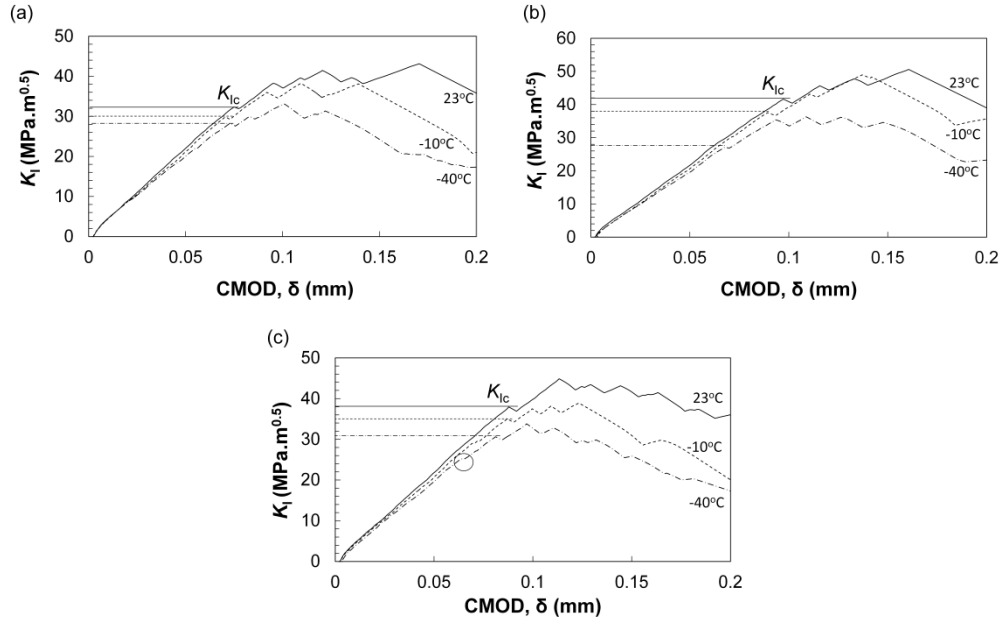 (a)
50
40
30
20
10
0
K_I (MPa.m^0.5)
K_Ic
23°C
-10°C
-40°C
0 0.05 0.1 0.15 0.2
CMOD, δ (mm)
(b)
60
50
40
30
20
10
0
K_I (MPa.m^0.5)
K_Ic
23°C
-10°C
-40°C
0 0.05 0.1 0.15 0.2
CMOD, δ (mm)
(c)
50
40
30
20
10
0
K_I (MPa.m^0.5)
K_Ic
23°C
-10°C
-40°C
0 0.05 0.1 0.15 0.2
CMOD, δ (mm)